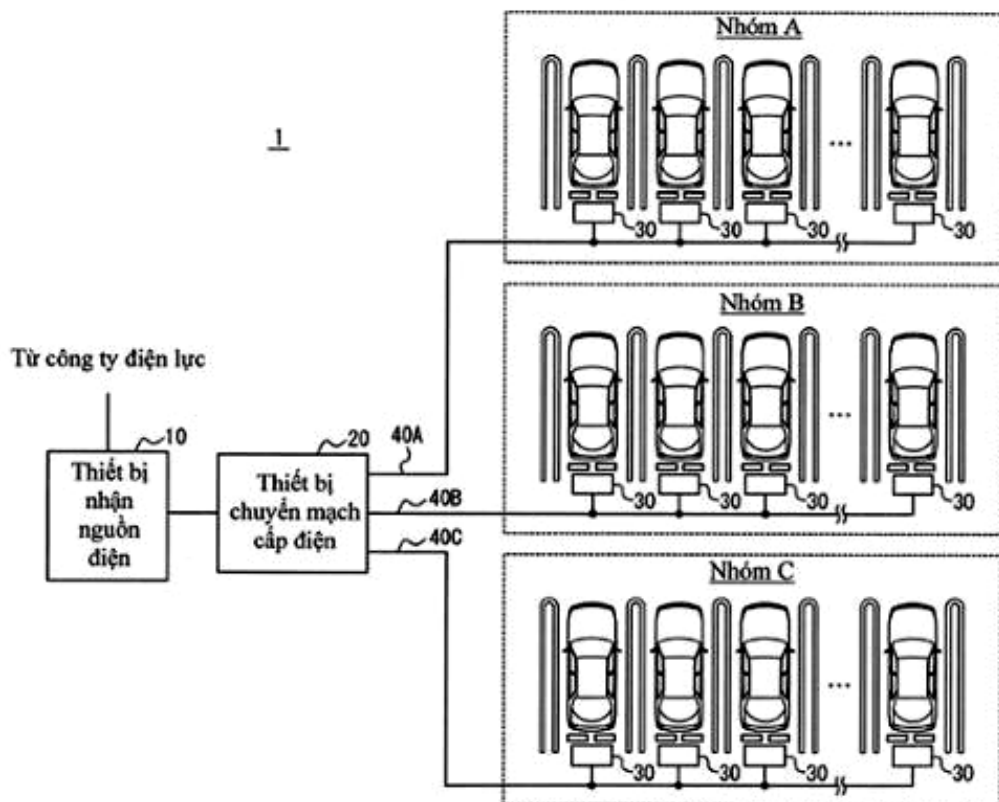 Nhóm A
1
30 30 30 30
Nhóm B
Từ công ty điện lực
10
20
40A
Thiết bị
nhận
nguồn
điện
Thiết bị
chuyển mạch
cấp điện
40B
40C
30 30 30 30
Nhóm C
30 30 30 30